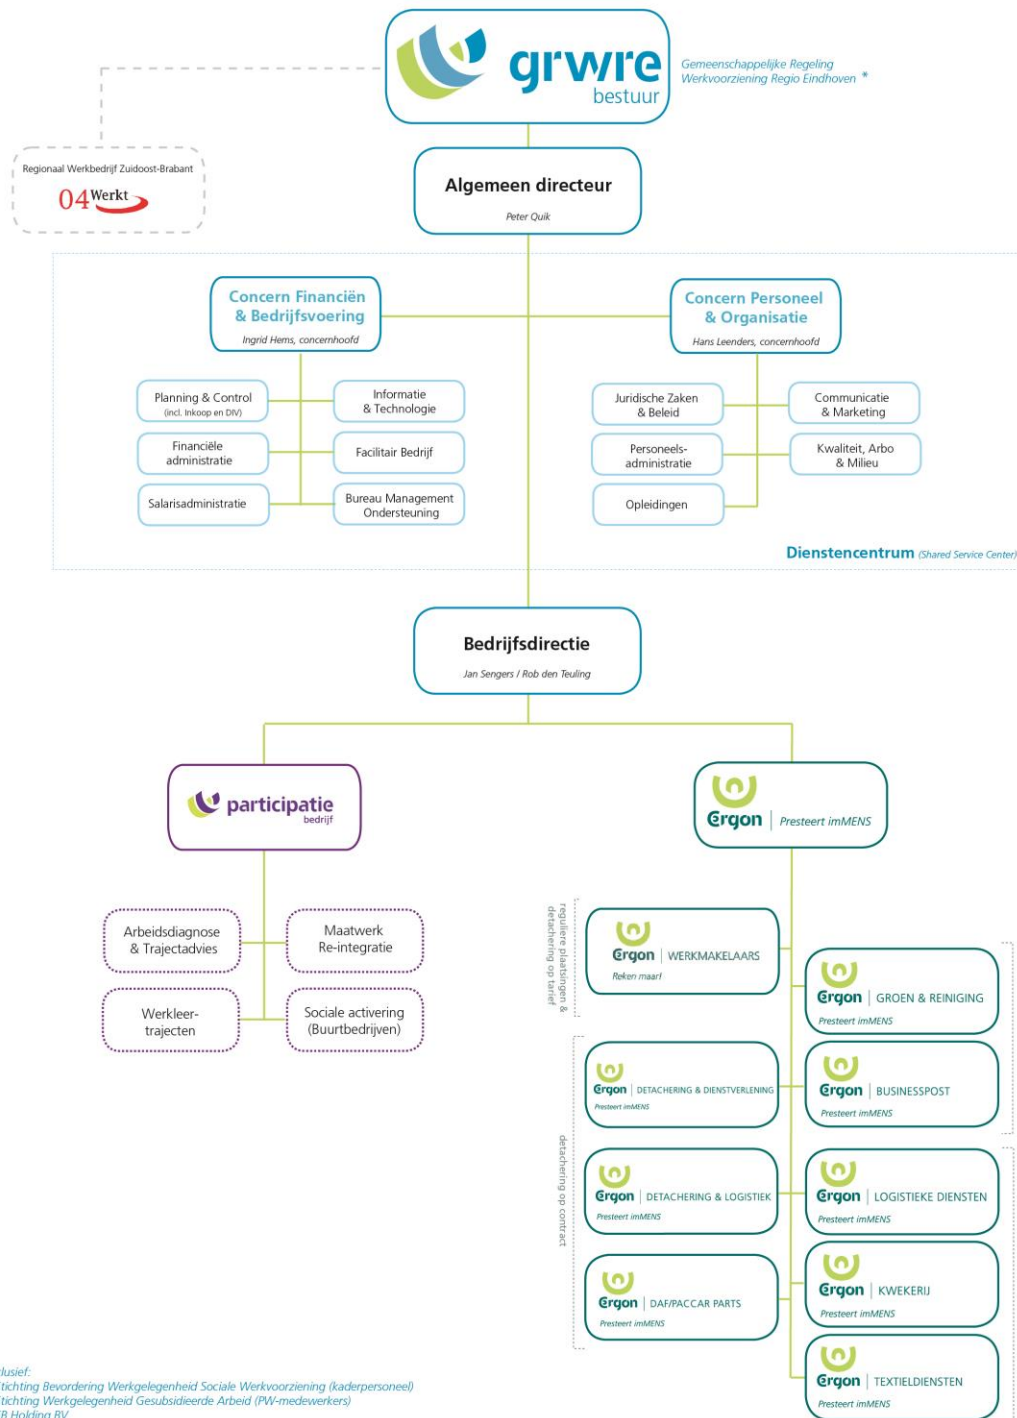 grwre
bestuur
Gemeenschappelijke Regeling
Werkvoorziening Regio Eindhoven *
Regionaal Werkbedrijf Zuidoost-Brabant
04Werkt
Algemeen directeur
Peter Quik
Concern Financiën
& Bedrijfsvoering
Ingrid Hems, concernhoofd
Concern Personeel
& Organisatie
Hans Leenders, concernhoofd
Planning & Control
(incl. Inkoop en DIV)
Informatie
& Technologie
Financiële
administratie
Facilitair Bedrijf
Salarisadministratie
Bureau Management
Ondersteuning
Juridische Zaken
& Beleid
Communicatie
& Marketing
Personeels-
administratie
Kwaliteit, Arbo
& Milieu
Opleidingen
Dienstencentrum (Shared Service Center)
Bedrijfsdirectie
Jan Sengers / Rob den Teuling
participatie
bedrijf
Arbeidsdiagnose
& Trajectadvies
Maatwerk
Re-integratie
Werkleer-
trajecten
Sociale activering
(Buurtbedrijven)
Ergon | Presteert imMENS
reguliere plaatsingen &
detachering op tarief
Ergon | WERKMAKELAARS
Reken maar!
Ergon | GROEN & REINIGING
Presteert imMENS
detachering op contract
Ergon | DETACHERING & DIENSTVERLENING
Presteert imMENS
Ergon | BUSINESSPOST
Presteert imMENS
Ergon | DETACHERING & LOGISTIEK
Presteert imMENS
Ergon | LOGISTIEKE DIENSTEN
Presteert imMENS
Ergon | DAF/PACCAR PARTS
Presteert imMENS
Ergon | KWEKERIJ
Presteert imMENS
Ergon | TEXTIELDIENSTEN
Presteert imMENS
lusief:
tichting Bevordering Werkgelegenheid Sociale Werkvoorziening (kaderpersoneel)
tichting Werkgelegenheid Gesubsidieerde Arbeid (PW-medewerkers)
B Holding BV